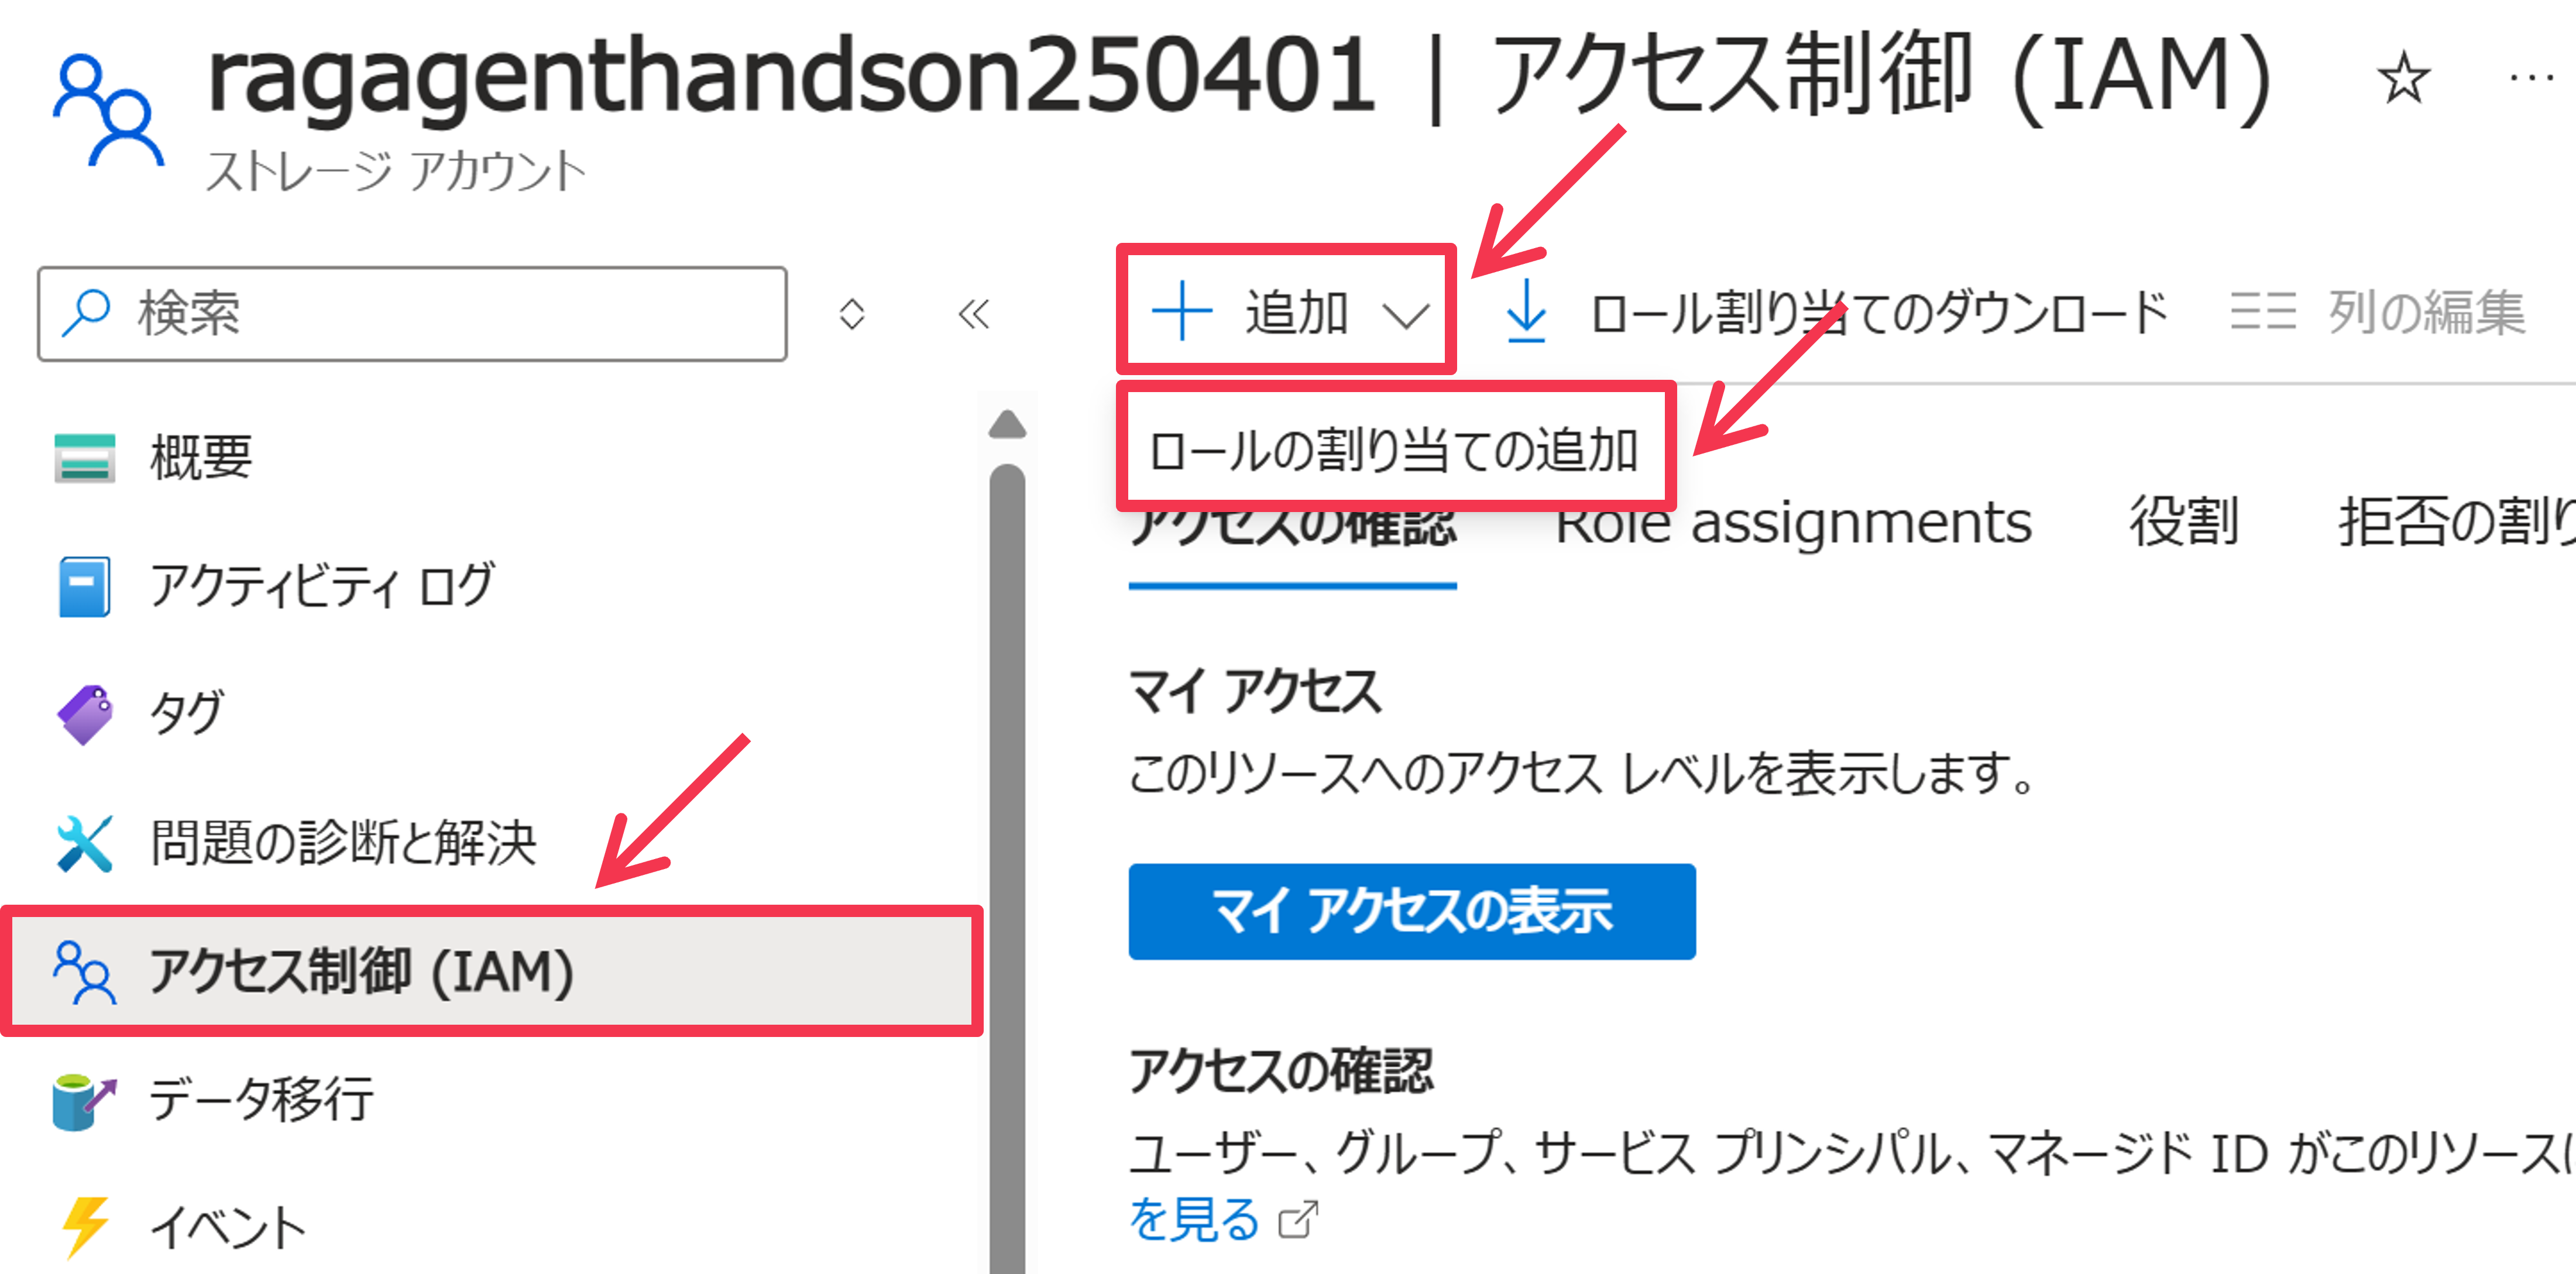 ragagenthandson250401 | アクセス制御 (IAM)
ストレージ アカウント
検索
追加
ロール割り当てのダウンロード
列の編集
ロールの割り当ての追加
概要
アクセスの確認
Role assignments
役割
拒否の割り
アクティビティ ログ
タグ
マイ アクセス
このリソースへのアクセス レベルを表示します。
問題の診断と解決
マイ アクセスの表示
アクセス制御 (IAM)
データ移行
アクセスの確認
ユーザー、グループ、サービス プリンシパル、マネージド ID がこのリソース
を見る
イベント